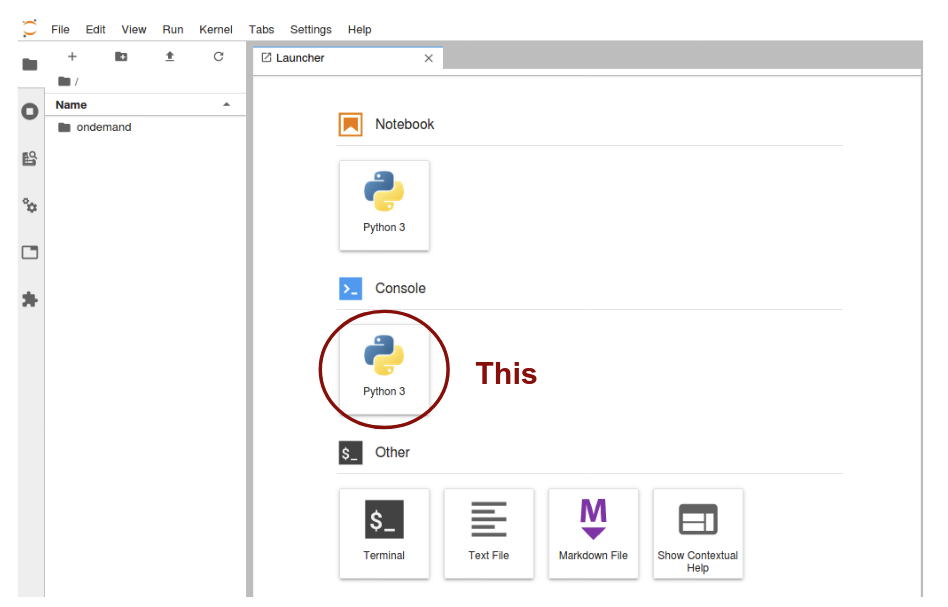 File Edit View Run Kernel Tabs Settings Help
Launcher
/
Name
ondemand
Notebook
Python 3
Console
Python 3
This
$_ Other
$_
Terminal
Text File
M
Markdown File
Show Contextual
Help